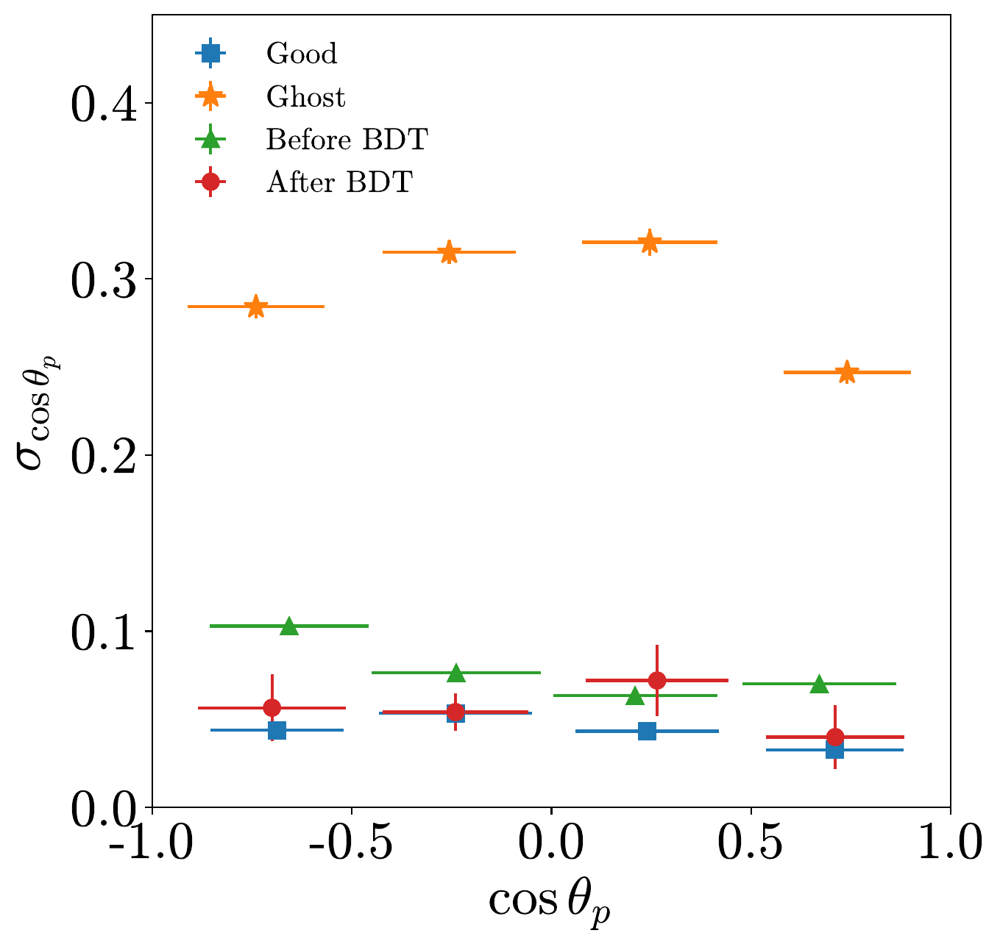 Good
Ghost
Before BDT
After BDT
0.4
0.3
0.2
0.1
0.0
σcos θp
-1.0 -0.5 0.0 0.5 1.0
cos θp